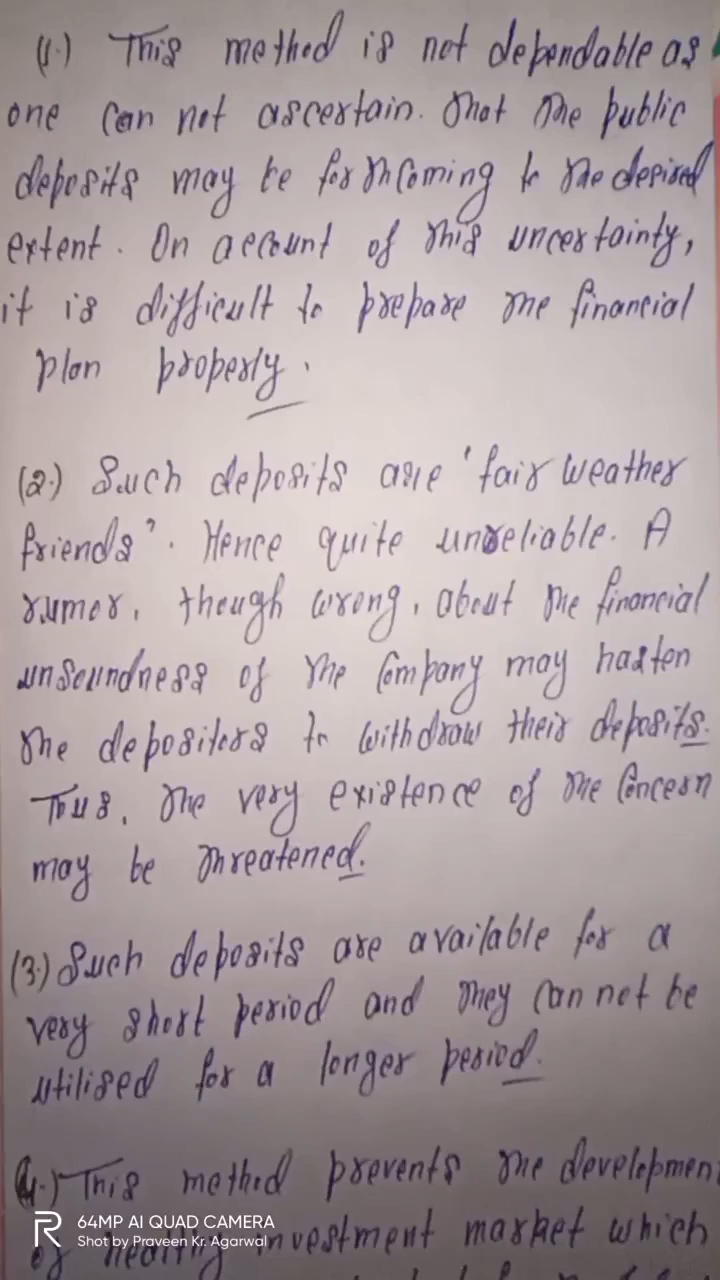 (1.) This method is not dependable as
one can not ascertain. that the public
deposits may be forthcoming to the desired
extent. On account of this uncertainty,
it is difficult to prepare the financial
plan properly.
(2.) Such deposits are 'fair weather
friends'. Hence quite unreliable. A
rumor, though wrong, about the financial
unsoundness of the Company may hasten
the depositors to withdraw their deposits.
Thus, the very existence of the Concern
may be threatened.
(3.) Such deposits are available for a
very short period and they can not be
utilised for a longer period.
(4.) This method prevents the developmen
of healthy investment market which
64MP AI QUAD CAMERA
Shot by Praveen Kr. Agarwal